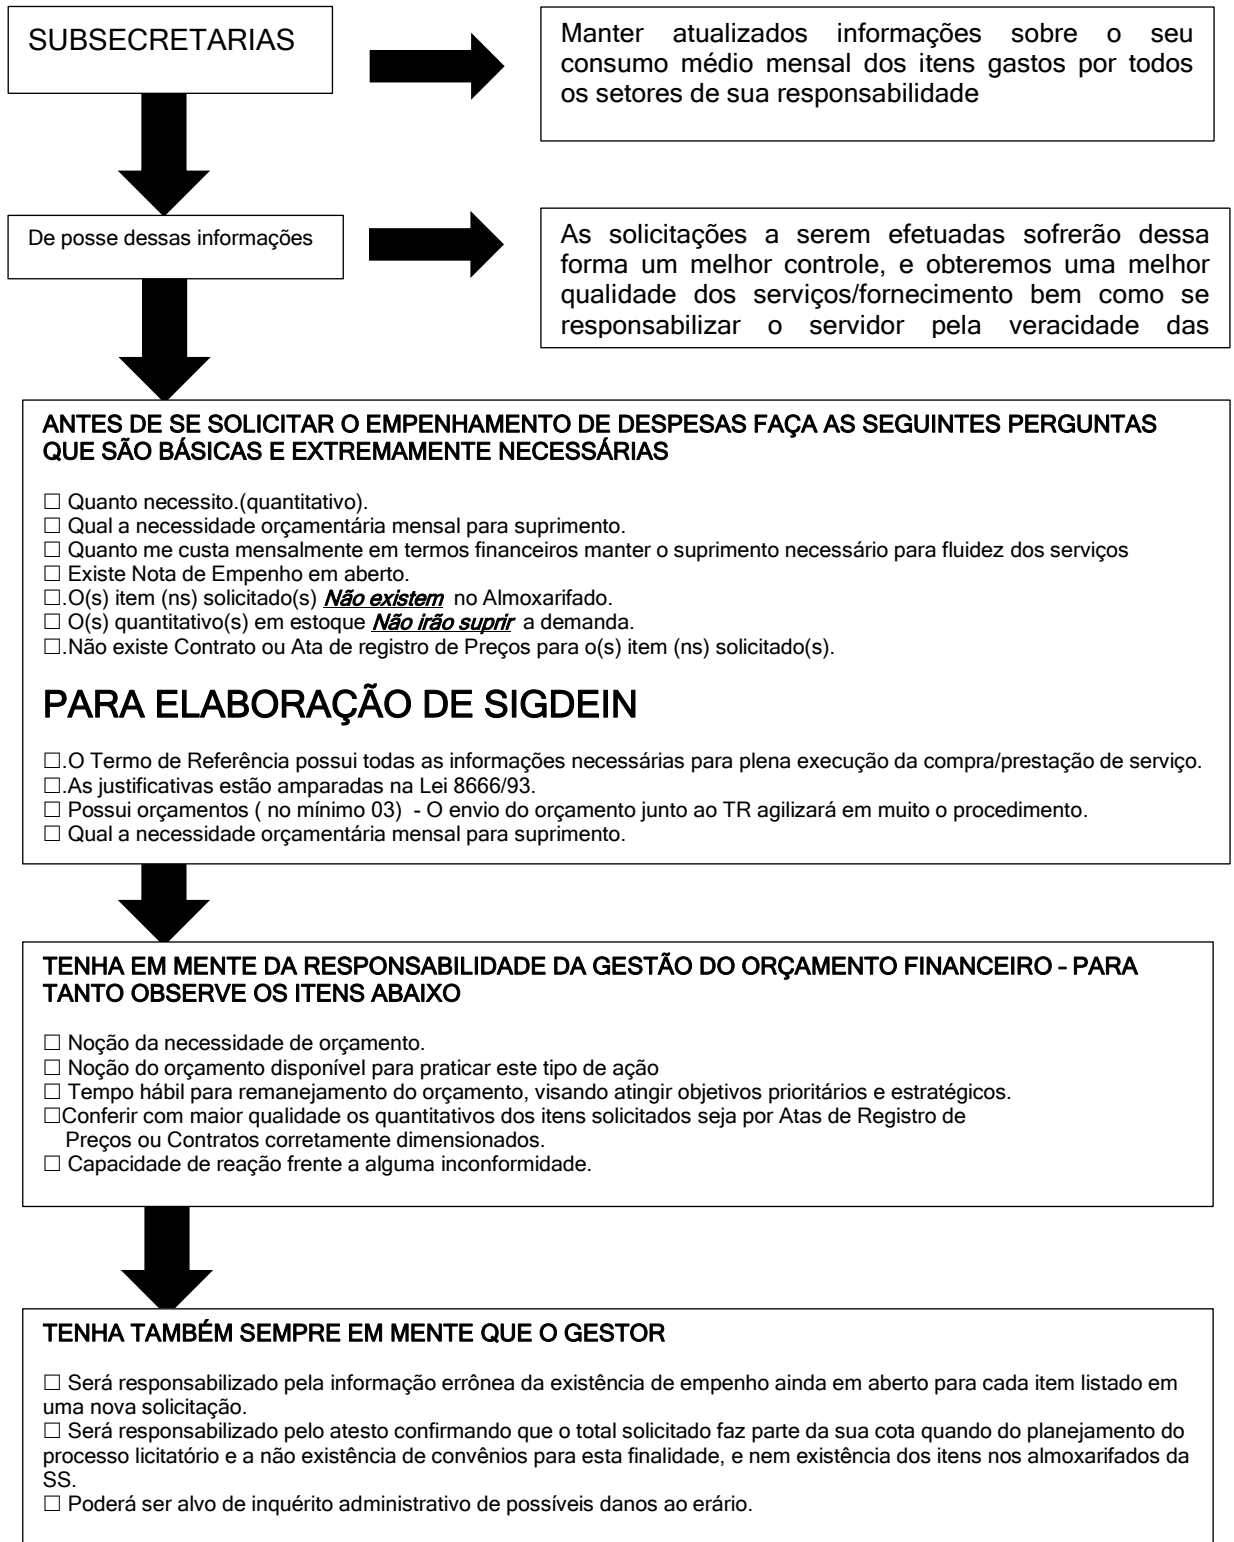 SUBSECRETARIAS
Manter atualizados informações sobre o seu
consumo médio mensal dos itens gastos por todos
os setores de sua responsabilidade
De posse dessas informações
As solicitações a serem efetuadas sofrerão dessa
forma um melhor controle, e obteremos uma melhor
qualidade dos serviços/fornecimento bem como se
responsabilizar o servidor pela veracidade das
ANTES DE SE SOLICITAR O EMPENHAMENTO DE DESPESAS FAÇA AS SEGUINTES PERGUNTAS
QUE SÃO BÁSICAS E EXTREMAMENTE NECESSÁRIAS
☐ Quanto necessito.(quantitativo).
☐ Qual a necessidade orçamentária mensal para suprimento.
☐ Quanto me custa mensalmente em termos financeiros manter o suprimento necessário para fluidez dos serviços
☐ Existe Nota de Empenho em aberto.
☐.O(s) item (ns) solicitado(s) Não existem no Almoxarifado.
☐ O(s) quantitativo(s) em estoque Não irão suprir a demanda.
☐.Não existe Contrato ou Ata de registro de Preços para o(s) item (ns) solicitado(s).
PARA ELABORAÇÃO DE SIGDEIN
☐.O Termo de Referência possui todas as informações necessárias para plena execução da compra/prestação de serviço.
☐.As justificativas estão amparadas na Lei 8666/93.
☐ Possui orçamentos ( no mínimo 03) - O envio do orçamento junto ao TR agilizará em muito o procedimento.
☐ Qual a necessidade orçamentária mensal para suprimento.
TENHA EM MENTE DA RESPONSABILIDADE DA GESTÃO DO ORÇAMENTO FINANCEIRO – PARA
TANTO OBSERVE OS ITENS ABAIXO
☐ Noção da necessidade de orçamento.
☐ Noção do orçamento disponível para praticar este tipo de ação
☐ Tempo hábil para remanejamento do orçamento, visando atingir objetivos prioritários e estratégicos.
☐Conferir com maior qualidade os quantitativos dos itens solicitados seja por Atas de Registro de
Preços ou Contratos corretamente dimensionados.
☐ Capacidade de reação frente a alguma inconformidade.
TENHA TAMBÉM SEMPRE EM MENTE QUE O GESTOR
☐ Será responsabilizado pela informação errônea da existência de empenho ainda em aberto para cada item listado em
uma nova solicitação.
☐ Será responsabilizado pelo atesto confirmando que o total solicitado faz parte da sua cota quando do planejamento do
processo licitatório e a não existência de convênios para esta finalidade, e nem existência dos itens nos almoxarifados da
SS.
☐ Poderá ser alvo de inquérito administrativo de possíveis danos ao erário.